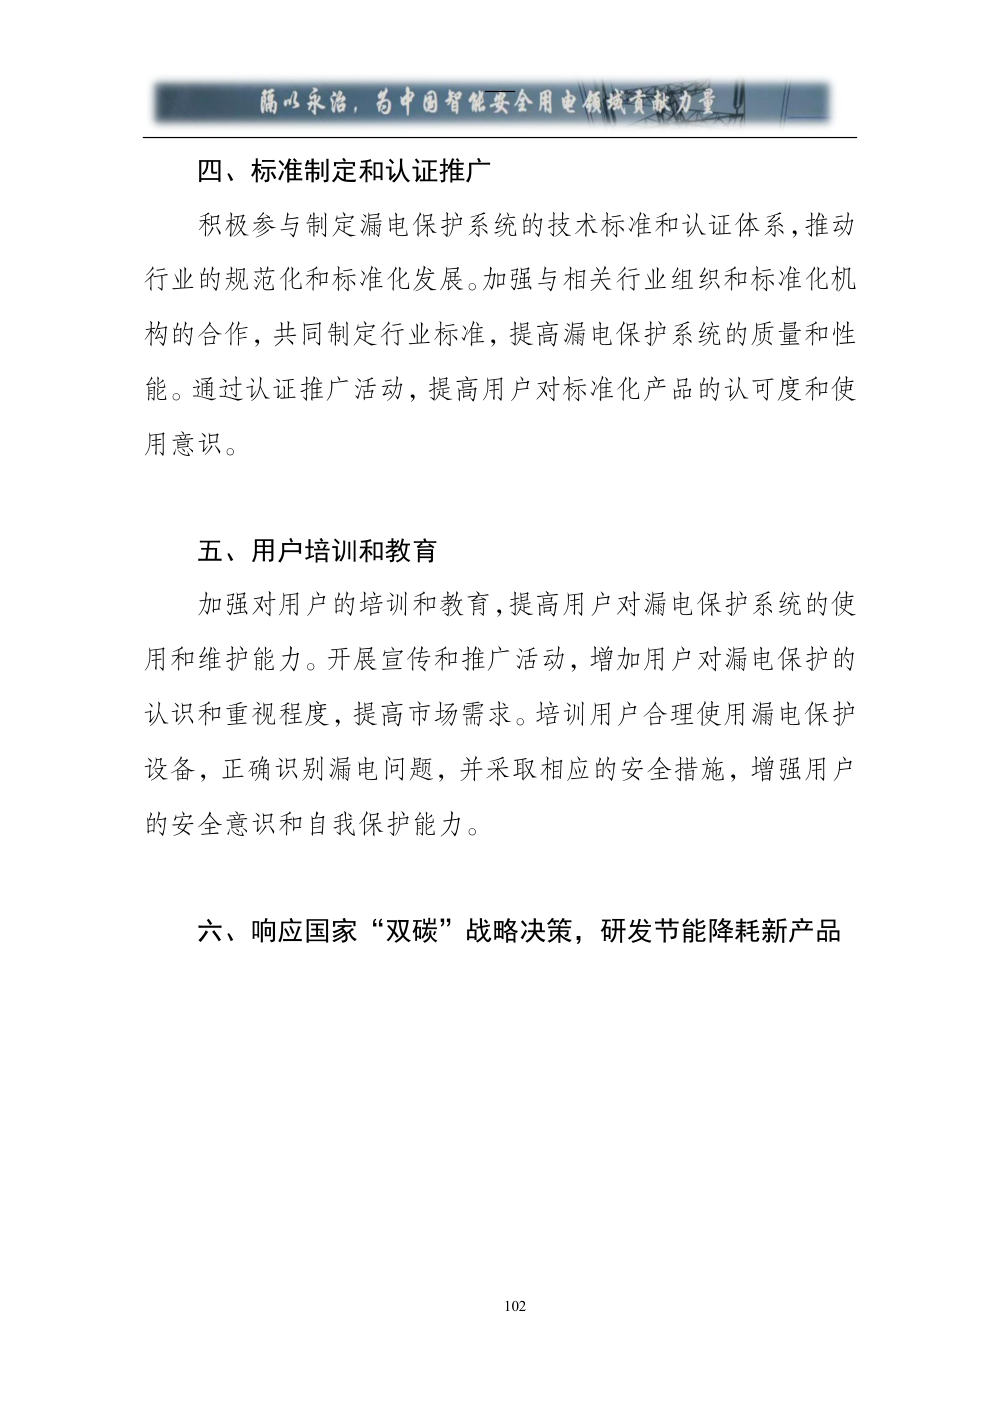 隔以永治，为中国智能安全用电领域贡献力量
四、标准制定和认证推广
积极参与制定漏电保护系统的技术标准和认证体系，推动
行业的规范化和标准化发展。加强与相关行业组织和标准化机
构的合作，共同制定行业标准，提高漏电保护系统的质量和性
能。通过认证推广活动，提高用户对标准化产品的认可度和使
用意识。
五、用户培训和教育
加强对用户的培训和教育，提高用户对漏电保护系统的使
用和维护能力。开展宣传和推广活动，增加用户对漏电保护的
认识和重视程度，提高市场需求。培训用户合理使用漏电保护
设备，正确识别漏电问题，并采取相应的安全措施，增强用户
的安全意识和自我保护能力。
六、响应国家“双碳”战略决策，研发节能降耗新产品
102